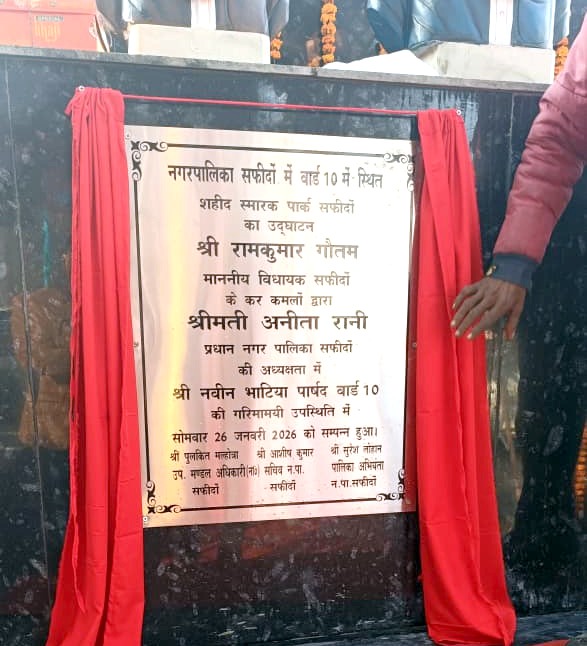 नगरपालिका सफीदों में वार्ड 10 में स्थित
शहीद स्मारक पार्क सफीदों
का उद्घाटन
श्री रामकुमार गौतम
माननीय विधायक सफीदों
के कर कमलों द्वारा
श्रीमती अनीता रानी
प्रधान नगर पालिका सफीदों
की अध्यक्षता में
श्री नवीन भाटिया पार्षद वार्ड 10
की गरिमामयी उपस्थिति में
सोमवार 26 जनवरी 2026 को सम्पन्न हुआ।
श्री पुलकित मल्होत्रा श्री आशीष कुमार श्री सुरेश लोहान
उप. मण्डल अधिकारी(ना०) सचिव न.पा. पालिका अभियंता
सफीदों सफीदों न.पा.सफीदों